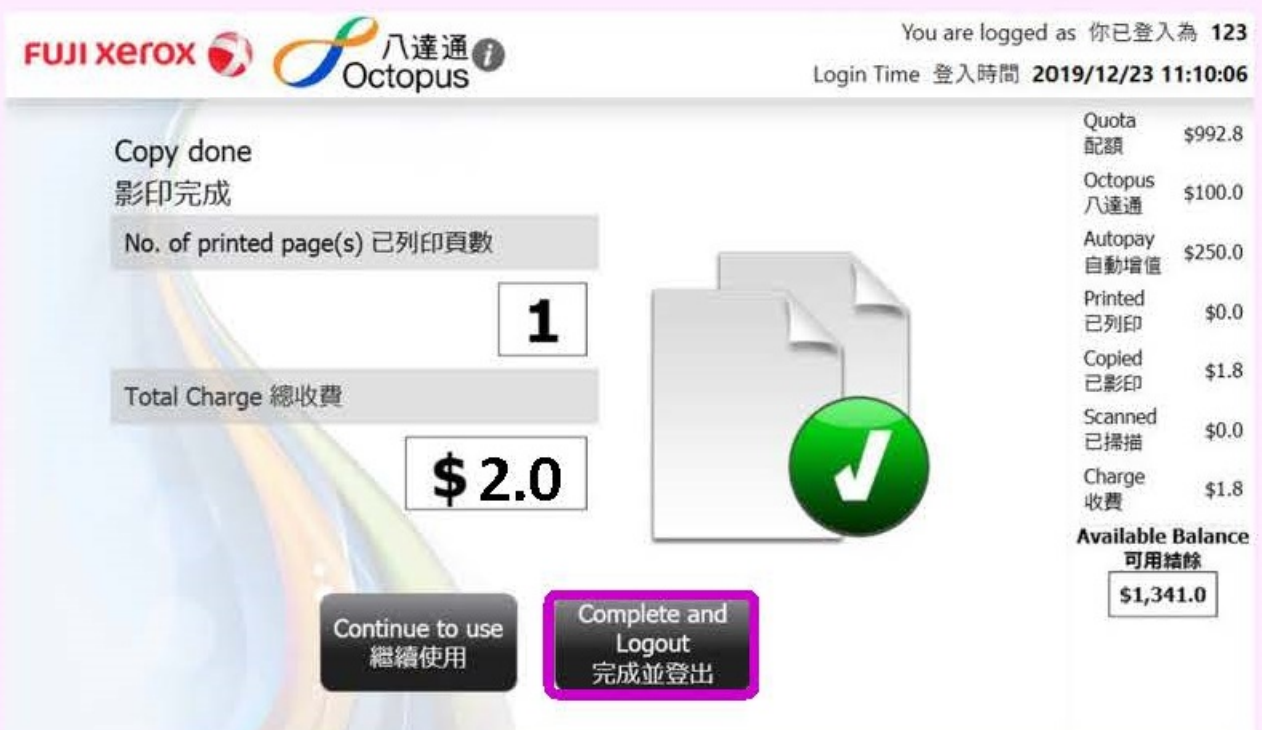 FUJI xerox
八達通
Octopus
You are logged as 你已登入為 123
Login Time 登入時間 2019/12/23 11:10:06
Copy done
影印完成
No. of printed page(s) 已列印頁數
1
Total Charge 總收費
$ 2.0
Continue to use
繼續使用
Complete and
Logout
完成並登出
Quota
配額
$992.8
Octopus
八達通
$100.0
Autopay
自動增值
$250.0
Printed
已列印
$0.0
Copied
已影印
$1.8
Scanned
已掃描
$0.0
Charge
收費
$1.8
Available Balance
可用結餘
$1,341.0